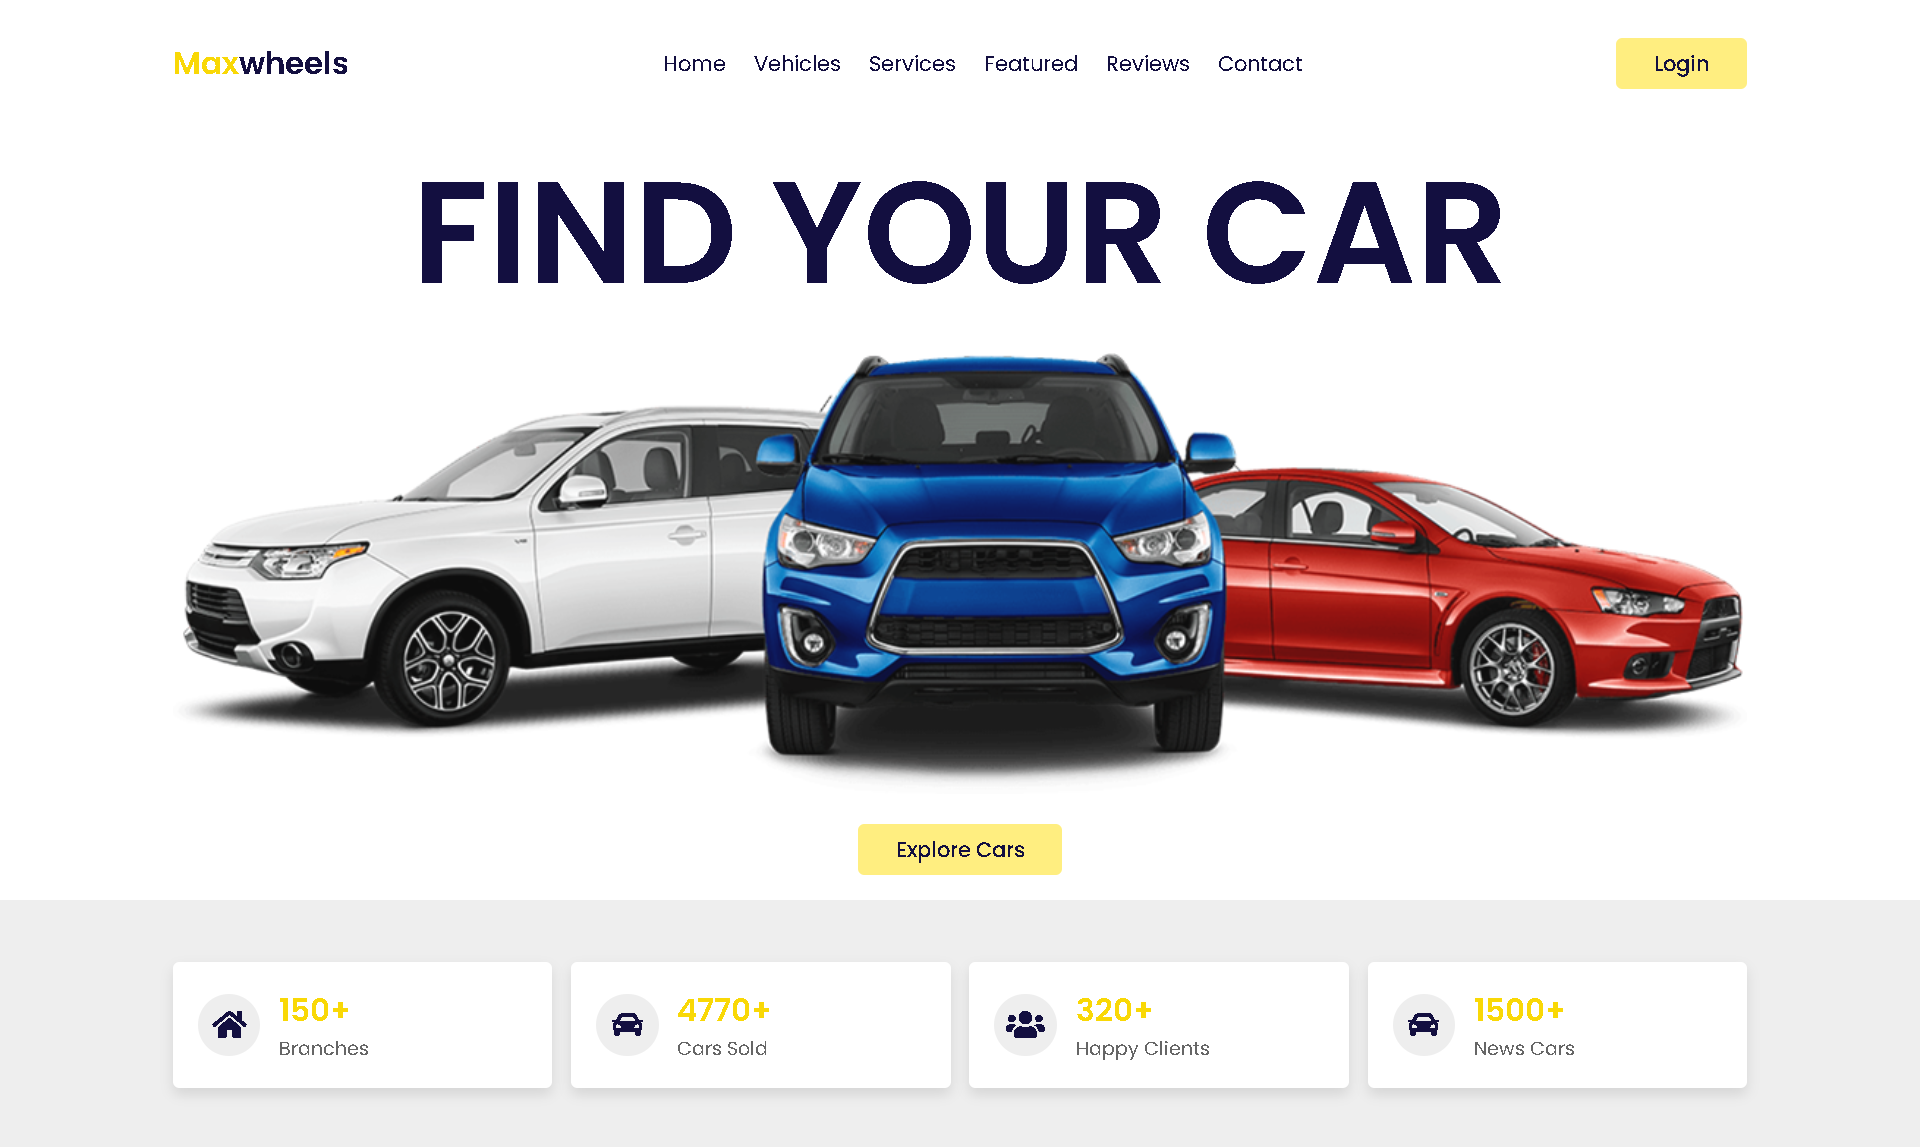 Maxwheels
Home Vehicles Services Featured Reviews Contact
Login
FIND YOUR CAR
Explore Cars
150+
Branches
4770+
Cars Sold
320+
Happy Clients
1500+
News Cars